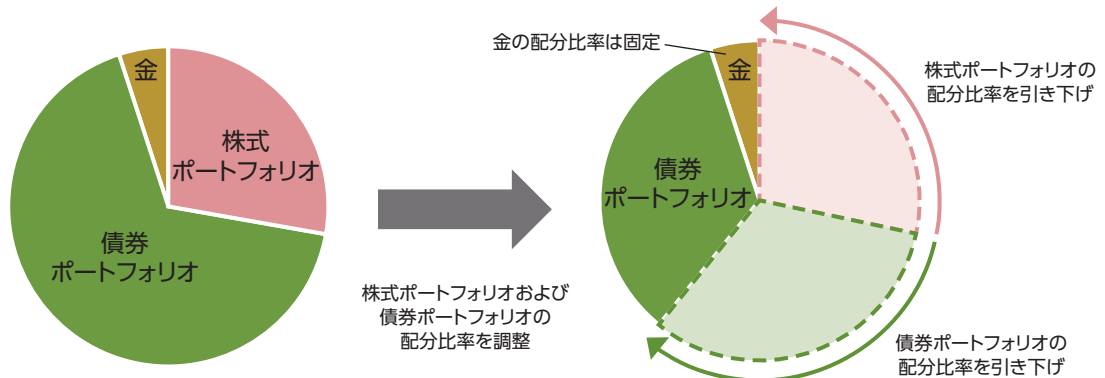 金
株式
ポートフォリオ
債券
ポートフォリオ
株式ポートフォリオおよび
債券ポートフォリオの
配分比率を調整
金の配分比率は固定
金
債券
ポートフォリオ
株式ポートフォリオの
配分比率を引き下げ
債券ポートフォリオの
配分比率を引き下げ